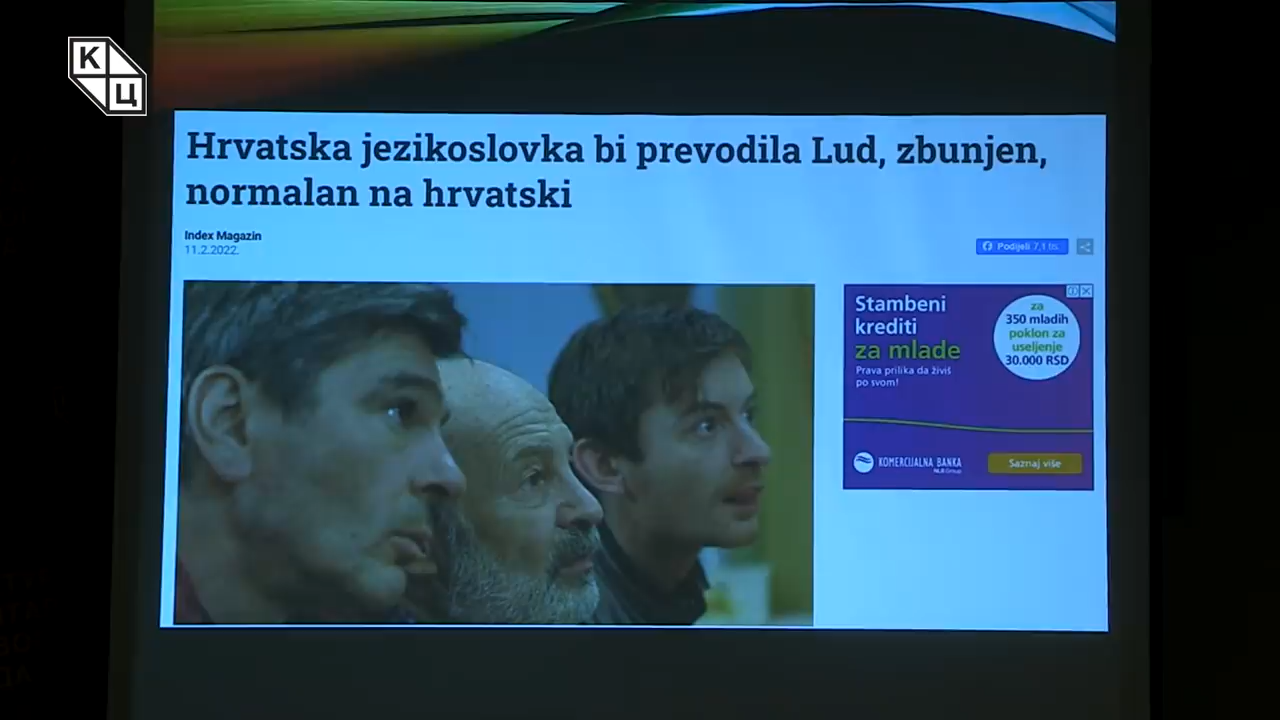 К
Ц
Hrvatska jezikoslovka bi prevodila Lud, zbunjen,
normalan na hrvatski
Index Magazin
11.2.2022.
Podijeli 7,1 tis.
Stambeni
krediti
za mlade
Prava prilika da živiš
po svom!
za
350 mladih
poklon za
useljenje
30.000 RSD
KOMERCIJALNA BANKA
NLB Group
Saznaj više